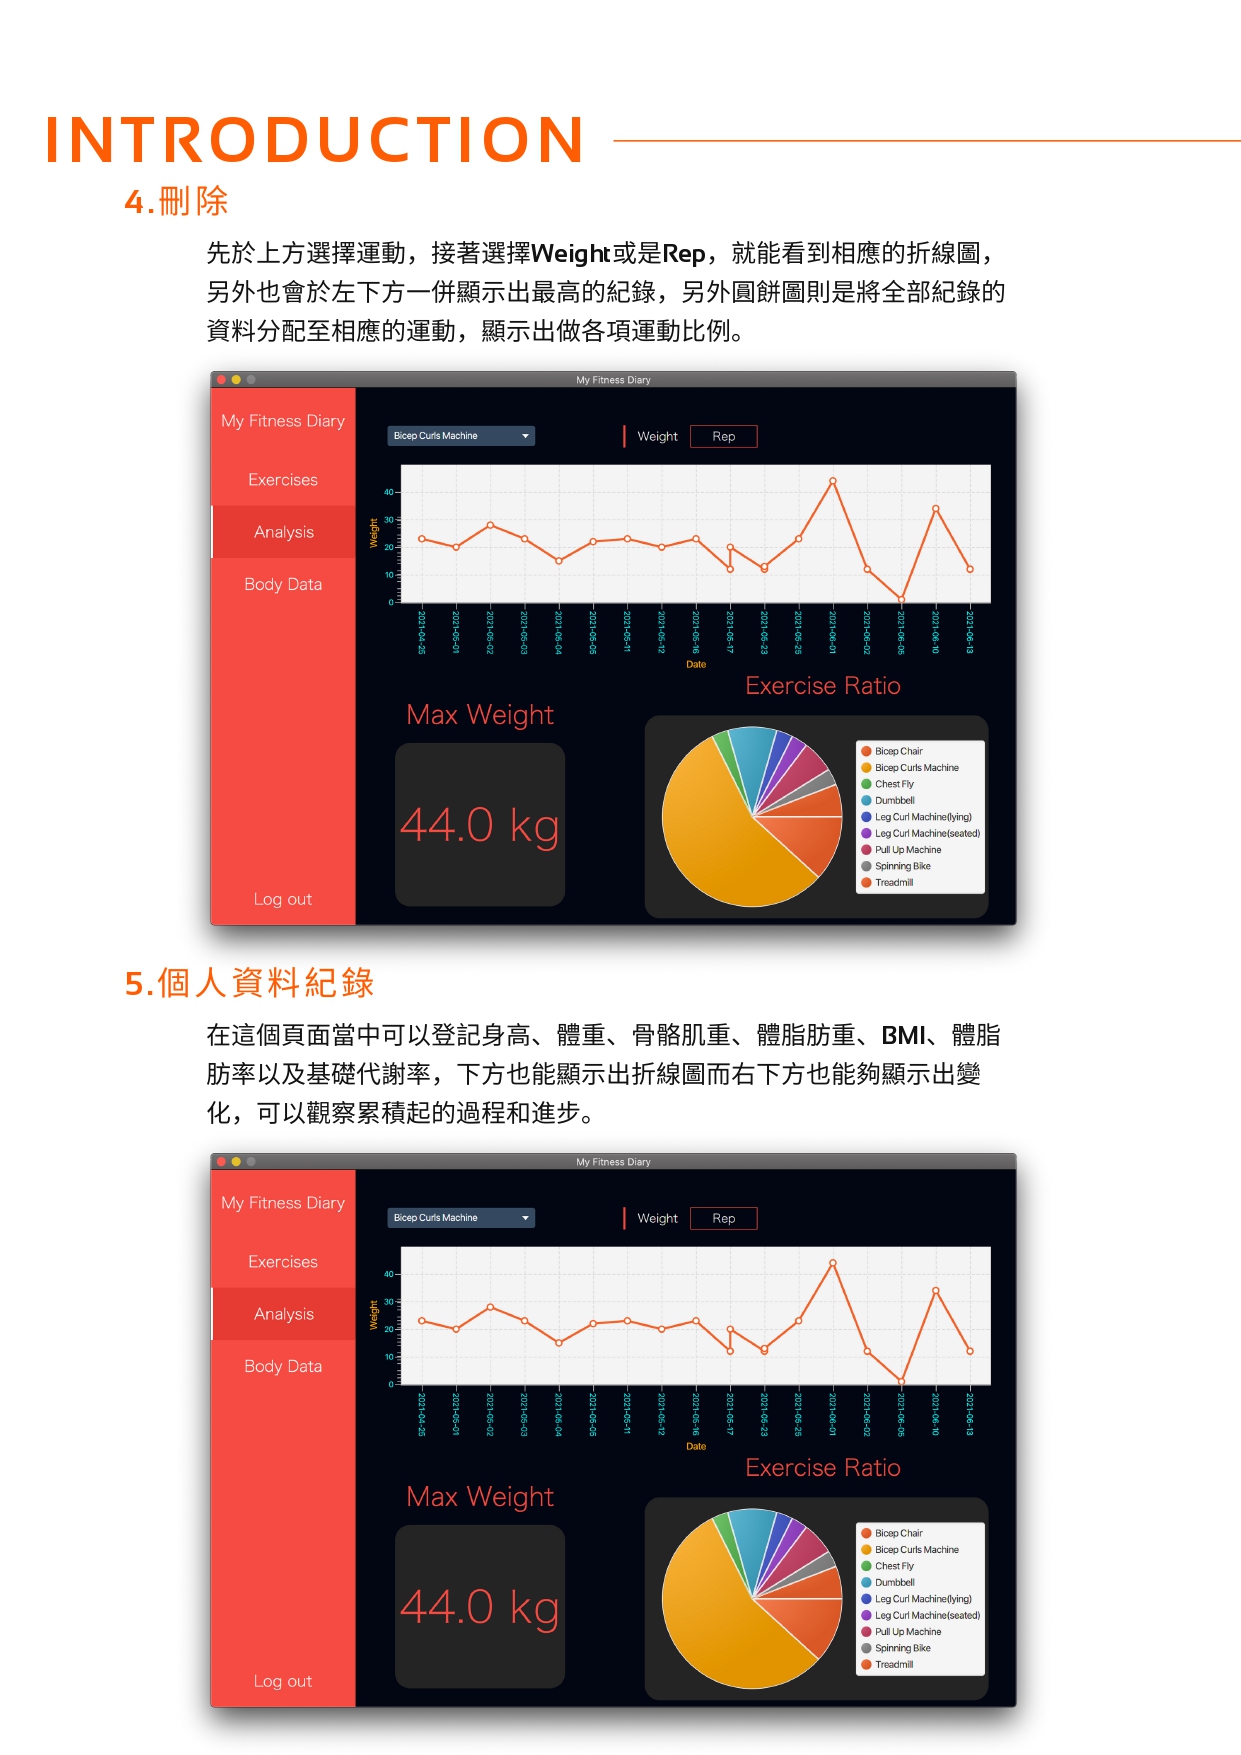 INTRODUCTION
4.刪除
先於上方選擇運動，接著選擇Weight或是Rep，就能看到相應的折線圖，
另外也會於左下方一併顯示出最高的紀錄，另外圓餅圖則是將全部紀錄的
資料分配至相應的運動，顯示出做各項運動比例。
My Fitness Diary
My Fitness Diary
Exercises
Analysis
Body Data
Log out
Bicep Curls Machine
Weight
Rep
Weight
40
30
20
10
0
2021-04-25
2021-05-01
2021-05-02
2021-05-03
2021-05-04
2021-05-05
2021-05-11
2021-05-12
2021-05-16
2021-05-17
2021-05-23
2021-05-25
2021-06-01
2021-06-02
2021-06-05
2021-06-10
2021-06-13
Date
Max Weight
44.0 kg
Exercise Ratio
Bicep Chair
Bicep Curls Machine
Chest Fly
Dumbbell
Leg Curl Machine(lying)
Leg Curl Machine(seated)
Pull Up Machine
Spinning Bike
Treadmill
5.個人資料紀錄
在這個頁面當中可以登記身高、體重、骨骼肌重、體脂肪重、BMI、體脂
肪率以及基礎代謝率，下方也能顯示出折線圖而右下方也能夠顯示出變
化，可以觀察累積起的過程和進步。
My Fitness Diary
My Fitness Diary
Exercises
Analysis
Body Data
Log out
Bicep Curls Machine
Weight
Rep
Weight
40
30
20
10
0
2021-04-25
2021-05-01
2021-05-02
2021-05-03
2021-05-04
2021-05-05
2021-05-11
2021-05-12
2021-05-16
2021-05-17
2021-05-23
2021-05-25
2021-06-01
2021-06-02
2021-06-05
2021-06-10
2021-06-13
Date
Max Weight
44.0 kg
Exercise Ratio
Bicep Chair
Bicep Curls Machine
Chest Fly
Dumbbell
Leg Curl Machine(lying)
Leg Curl Machine(seated)
Pull Up Machine
Spinning Bike
Treadmill